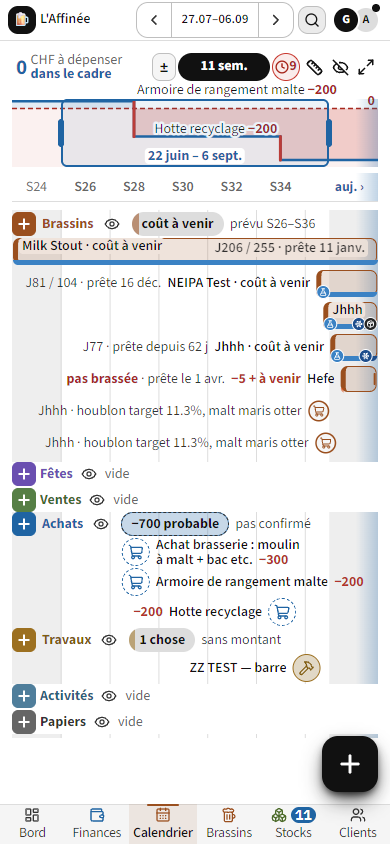 L'Affinée
27.07–06.09
G
A
0 CHF à dépenser
dans le cadre
±
11 sem.
9
Armoire de rangement malte −200
0
Hotte recyclage −200
22 juin – 6 sept.
S24 S26 S28 S30 S32 S34 auj. ›
Brassins coût à venir prévu S26–S36
Milk Stout · coût à venir J206 / 255 · prête 11 janv.
J81 / 104 · prête 16 déc. NEIPA Test · coût à venir
Jhhh
J77 · prête depuis 62 j Jhhh · coût à venir
pas brassée · prête le 1 avr. −5 + à venir Hefe
Jhhh · houblon target 11.3%, malt maris otter
Jhhh · houblon target 11.3%, malt maris otter
Fêtes vide
Ventes vide
Achats −700 probable pas confirmé
Achat brasserie : moulin
à malt + bac etc. −300
Armoire de rangement malte −200
−200 Hotte recyclage
Travaux 1 chose sans montant
ZZ TEST — barre
Activités vide
Papiers vide
Bord Finances Calendrier Brassins Stocks 11 Clients